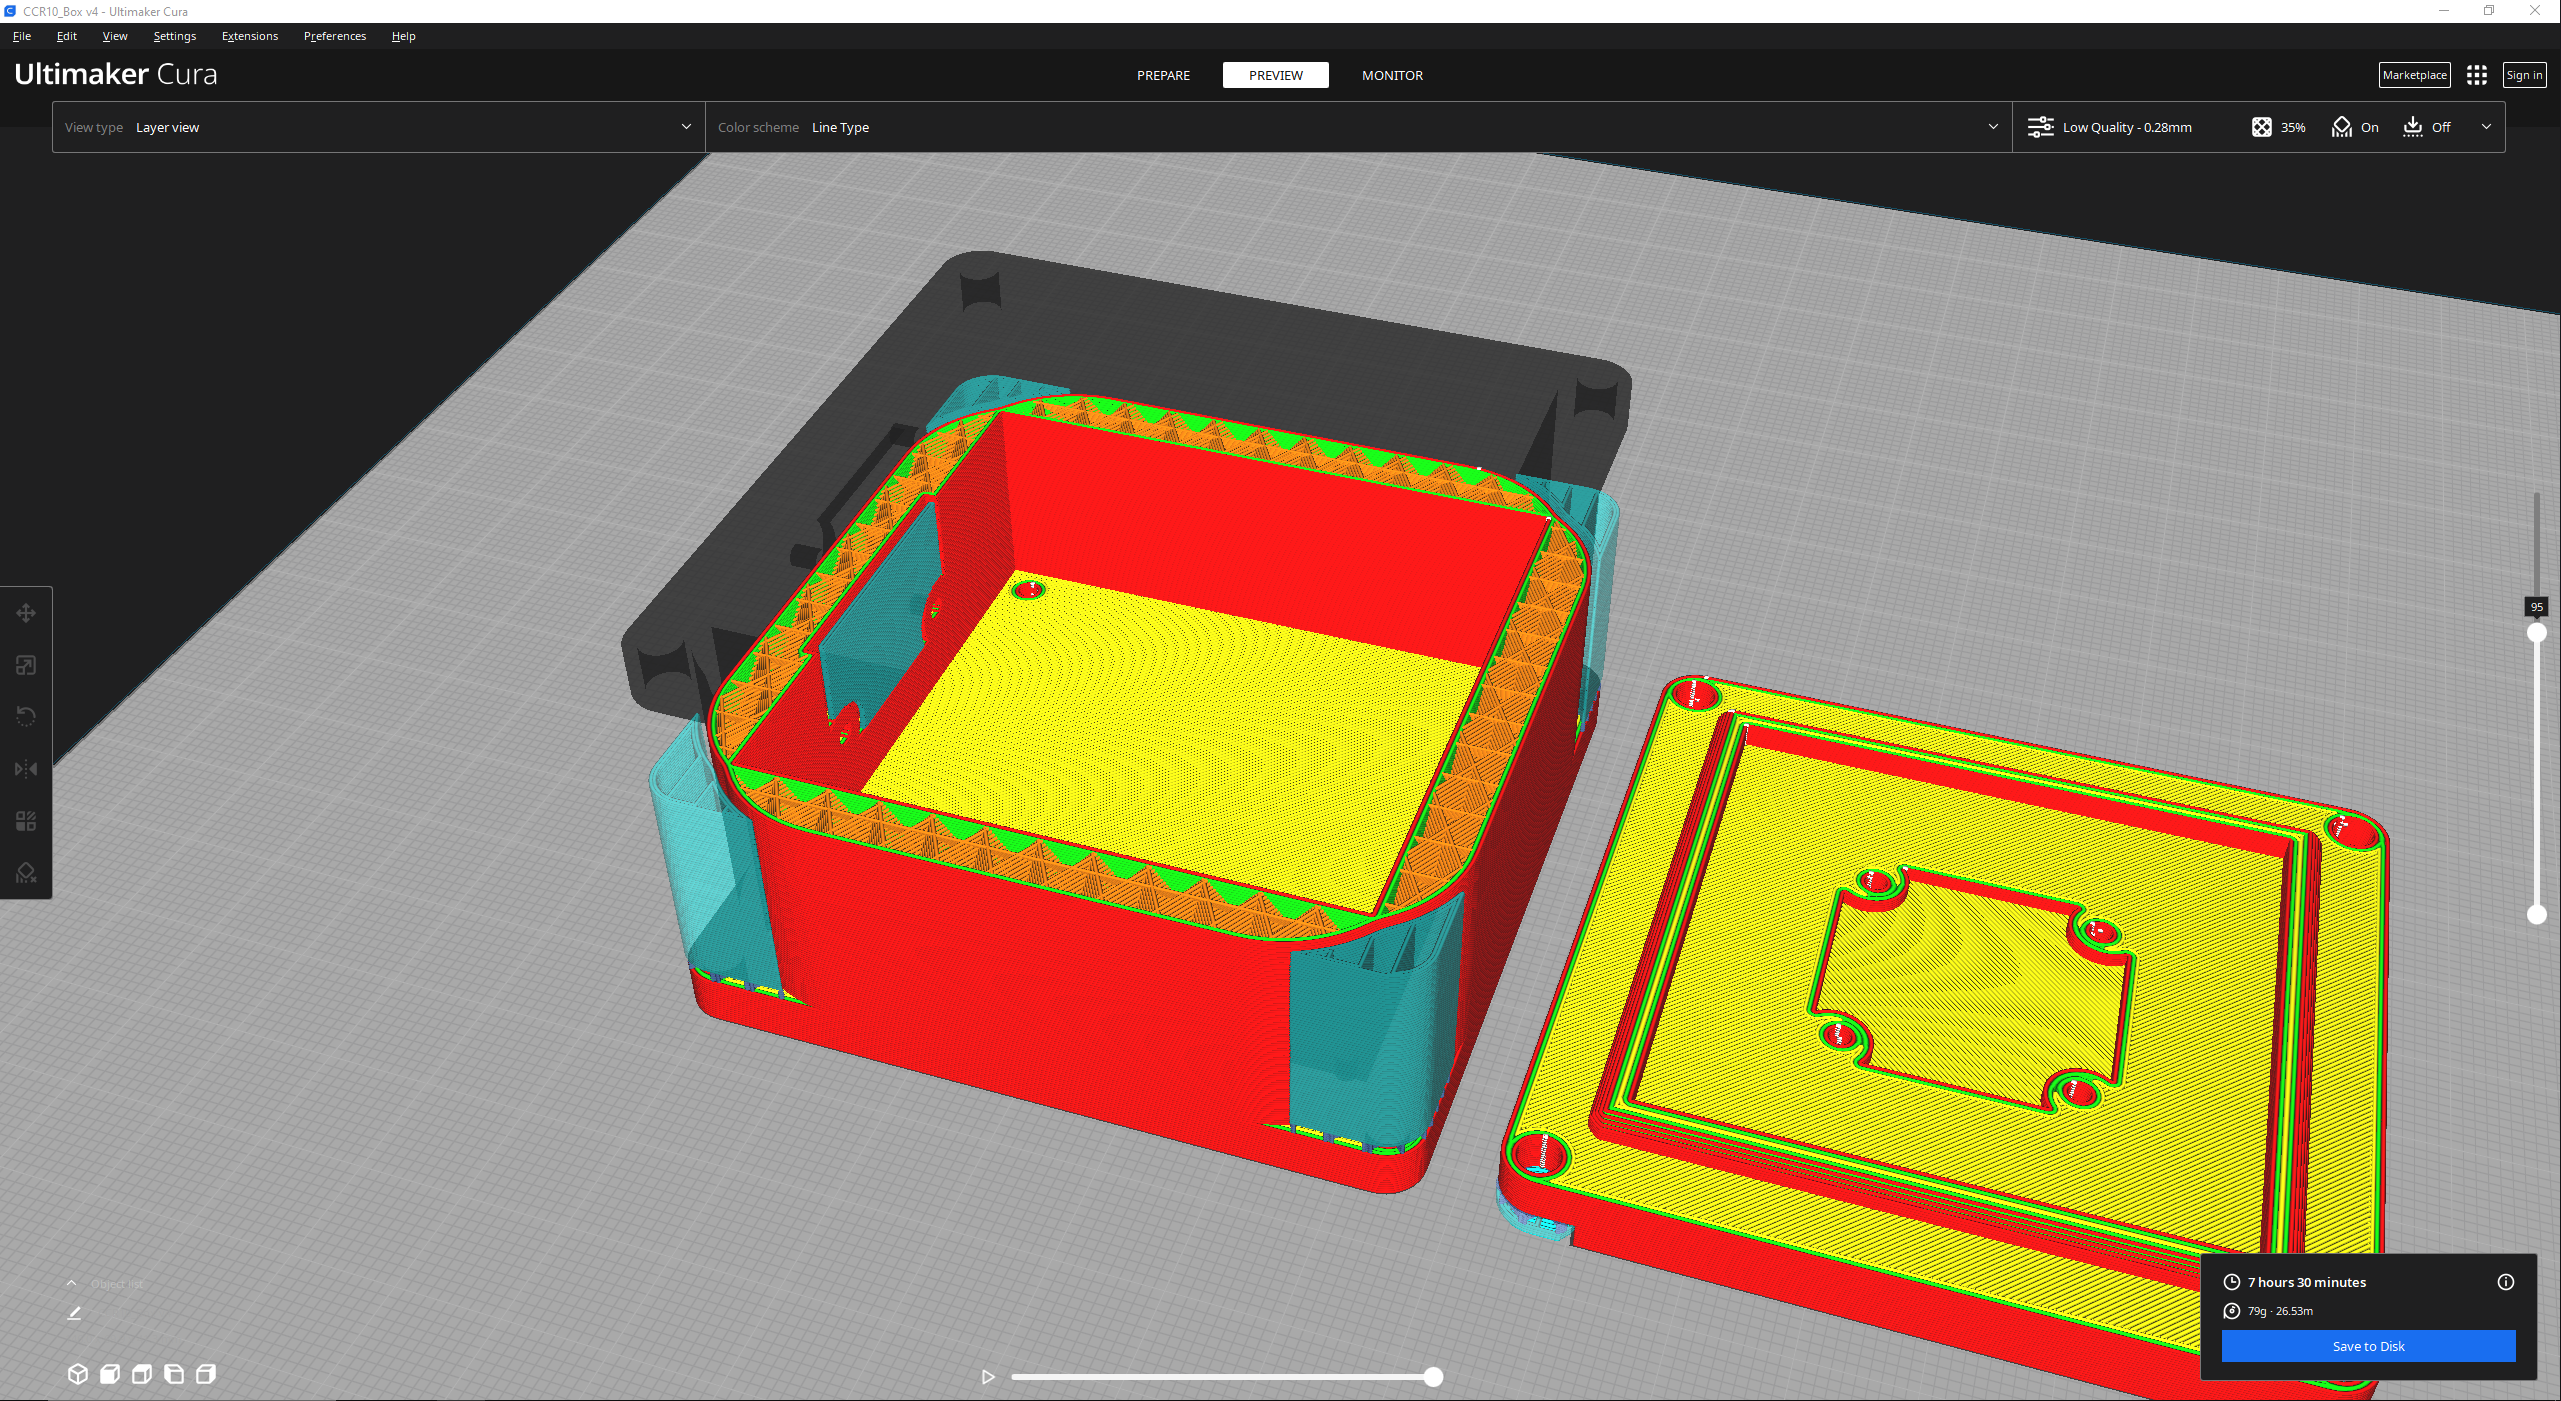 CCR10_Box v4 - Ultimaker Cura
File Edit View Settings Extensions Preferences Help
Ultimaker Cura
PREPARE PREVIEW MONITOR
Marketplace
Sign in
View type Layer view
Color scheme Line Type
Low Quality - 0.28mm 35% On Off
95
Object list
7 hours 30 minutes
79g · 26.53m
Save to Disk